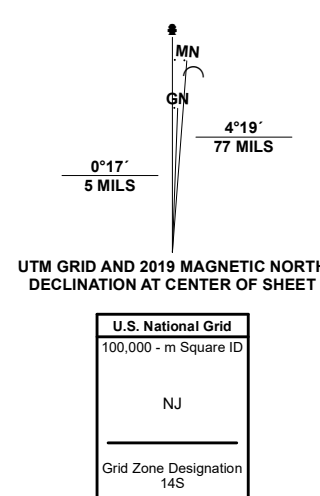 MN
GN
4°19´
77 MILS
0°17´
5 MILS
UTM GRID AND 2019 MAGNETIC NORTH
DECLINATION AT CENTER OF SHEET
U.S. National Grid
100,000 - m Square ID
NJ
Grid Zone Designation
14S